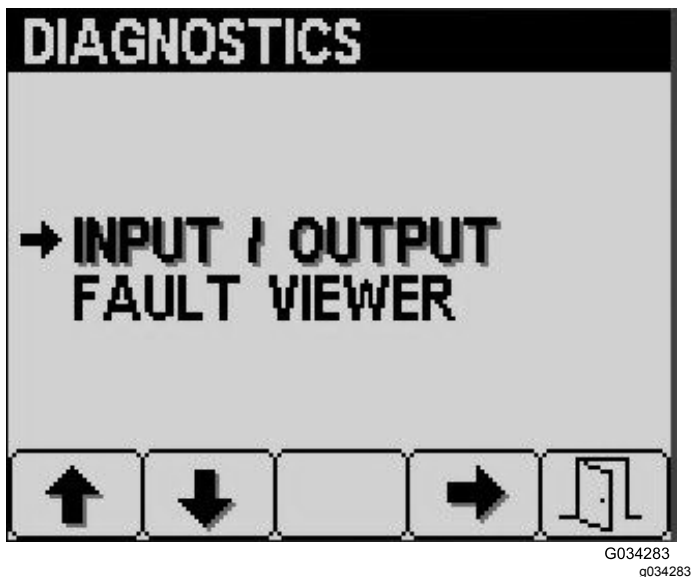 DIAGNOSTICS
INPUT / OUTPUT
FAULT VIEWER
G034283
g034283